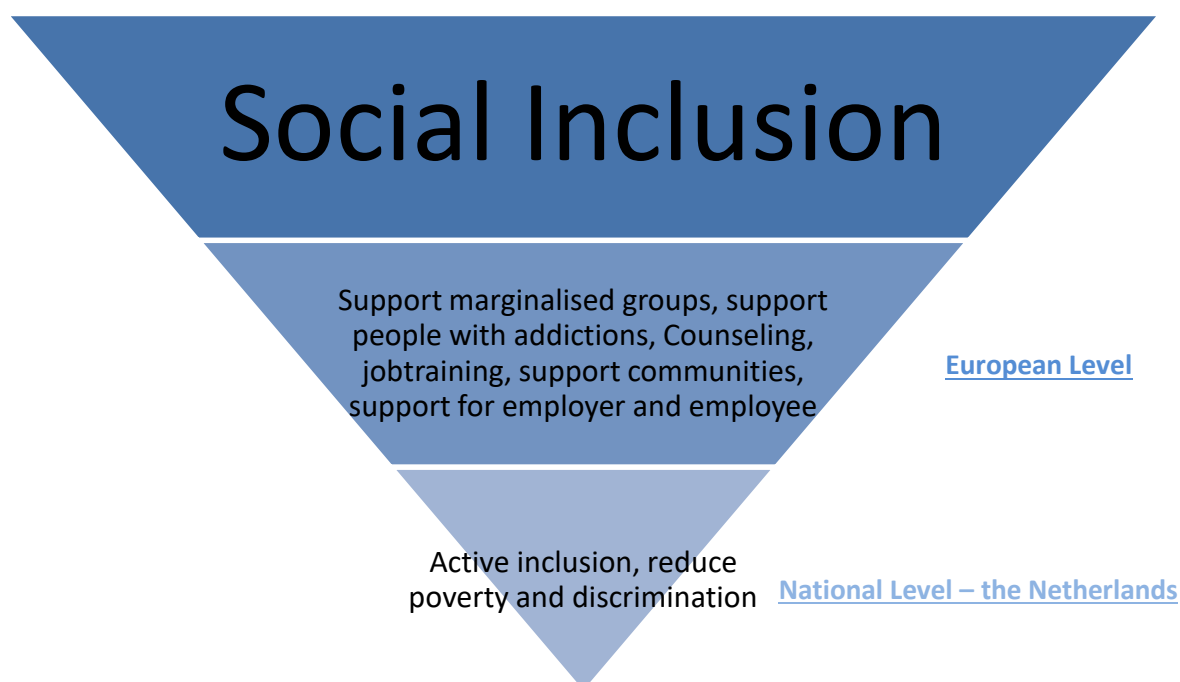 Social Inclusion
Support marginalised groups, support
people with addictions, Counseling,
jobtraining, support communities,
support for employer and employee
European Level
Active inclusion, reduce
poverty and discrimination
National Level – the Netherlands